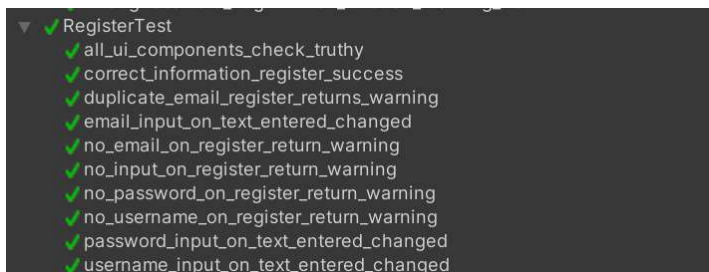 RegisterTest
all_ui_components_check_truthy
correct_information_register_success
duplicate_email_register_returns_warning
email_input_on_text_entered_changed
no_email_on_register_return_warning
no_input_on_register_return_warning
no_password_on_register_return_warning
no_username_on_register_return_warning
password_input_on_text_entered_changed
username_input_on_text_entered_changed